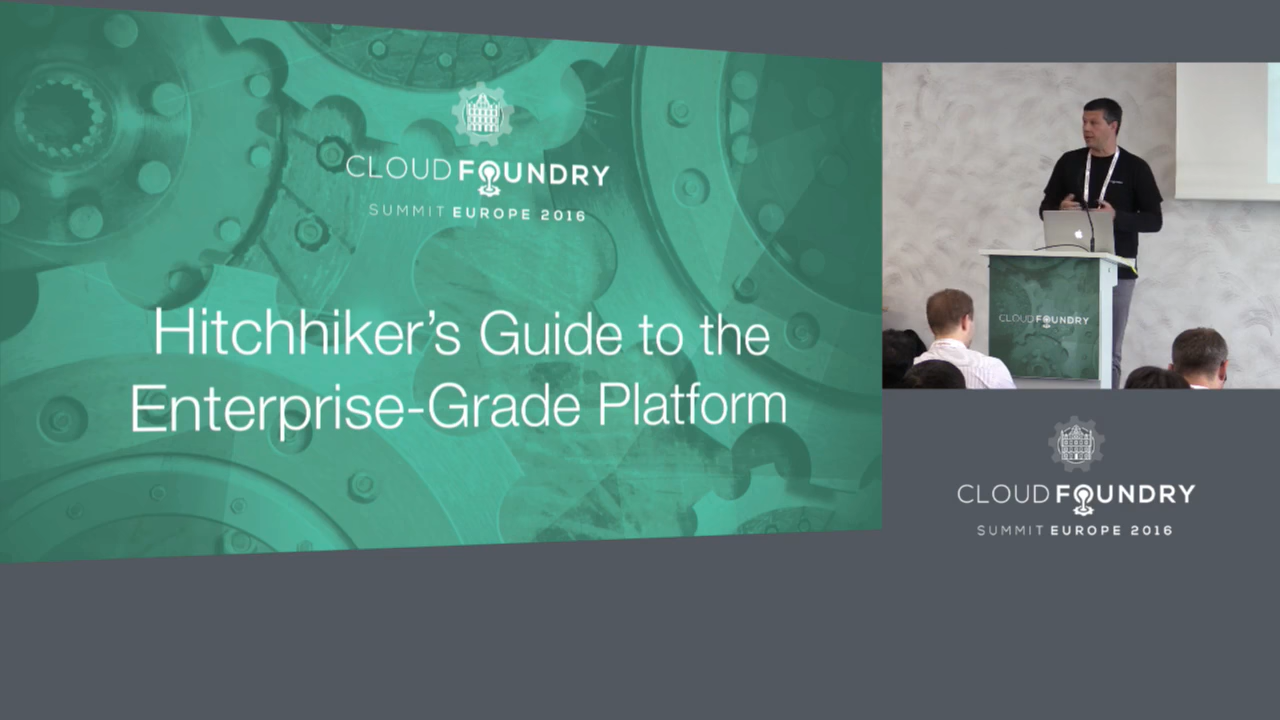 CLOUD FOUNDRY
SUMMIT EUROPE 2016
Hitchhiker's Guide to the
Enterprise-Grade Platform
CLOUD FOUNDRY
CLOUD FOUNDRY
SUMMIT EUROPE 2016